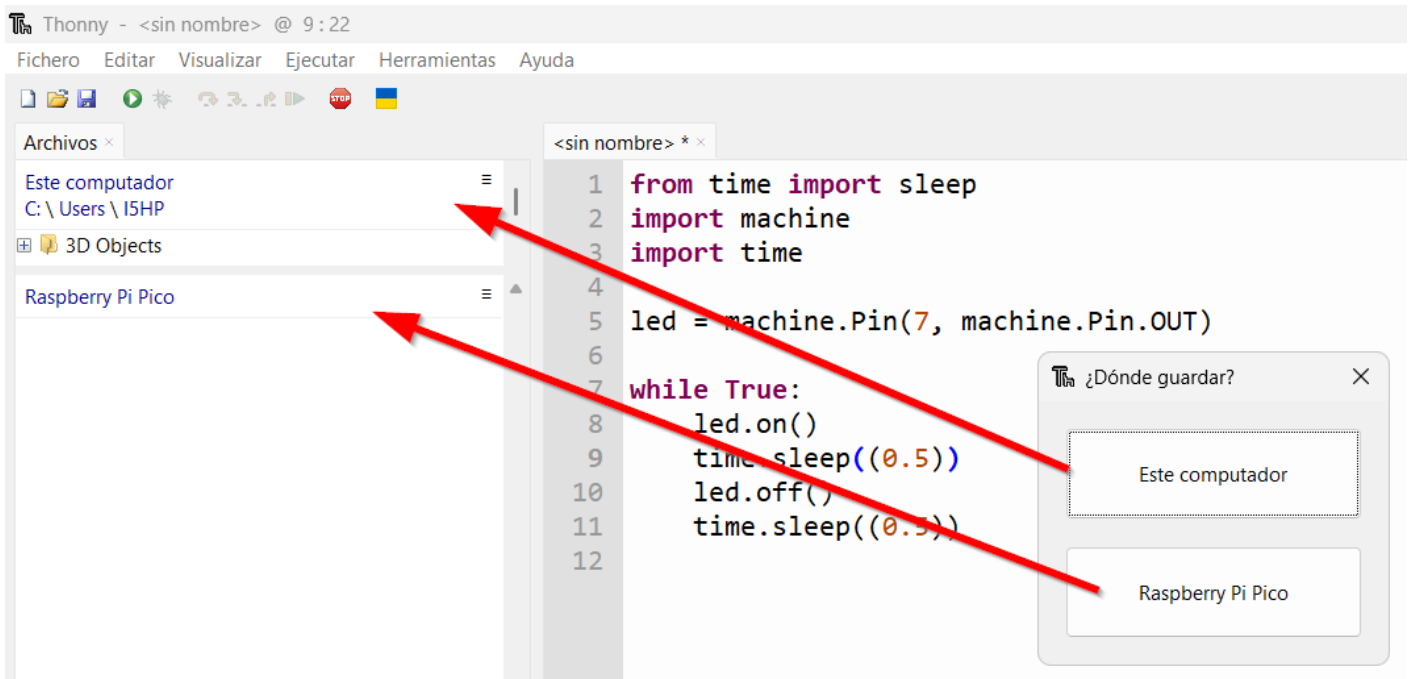 Thonny - <sin nombre> @ 9 : 22
Fichero Editar Visualizar Ejecutar Herramientas Ayuda
STOP
Archivos ×
<sin nombre> * ×
Este computador
C: \ Users \ I5HP
3D Objects
Raspberry Pi Pico
1 from time import sleep
2 import machine
3 import time
4
5 led = machine.Pin(7, machine.Pin.OUT)
6
7 while True:
8 led.on()
9 time.sleep((0.5))
10 led.off()
11 time.sleep((0.5))
12
¿Dónde guardar?
Este computador
Raspberry Pi Pico